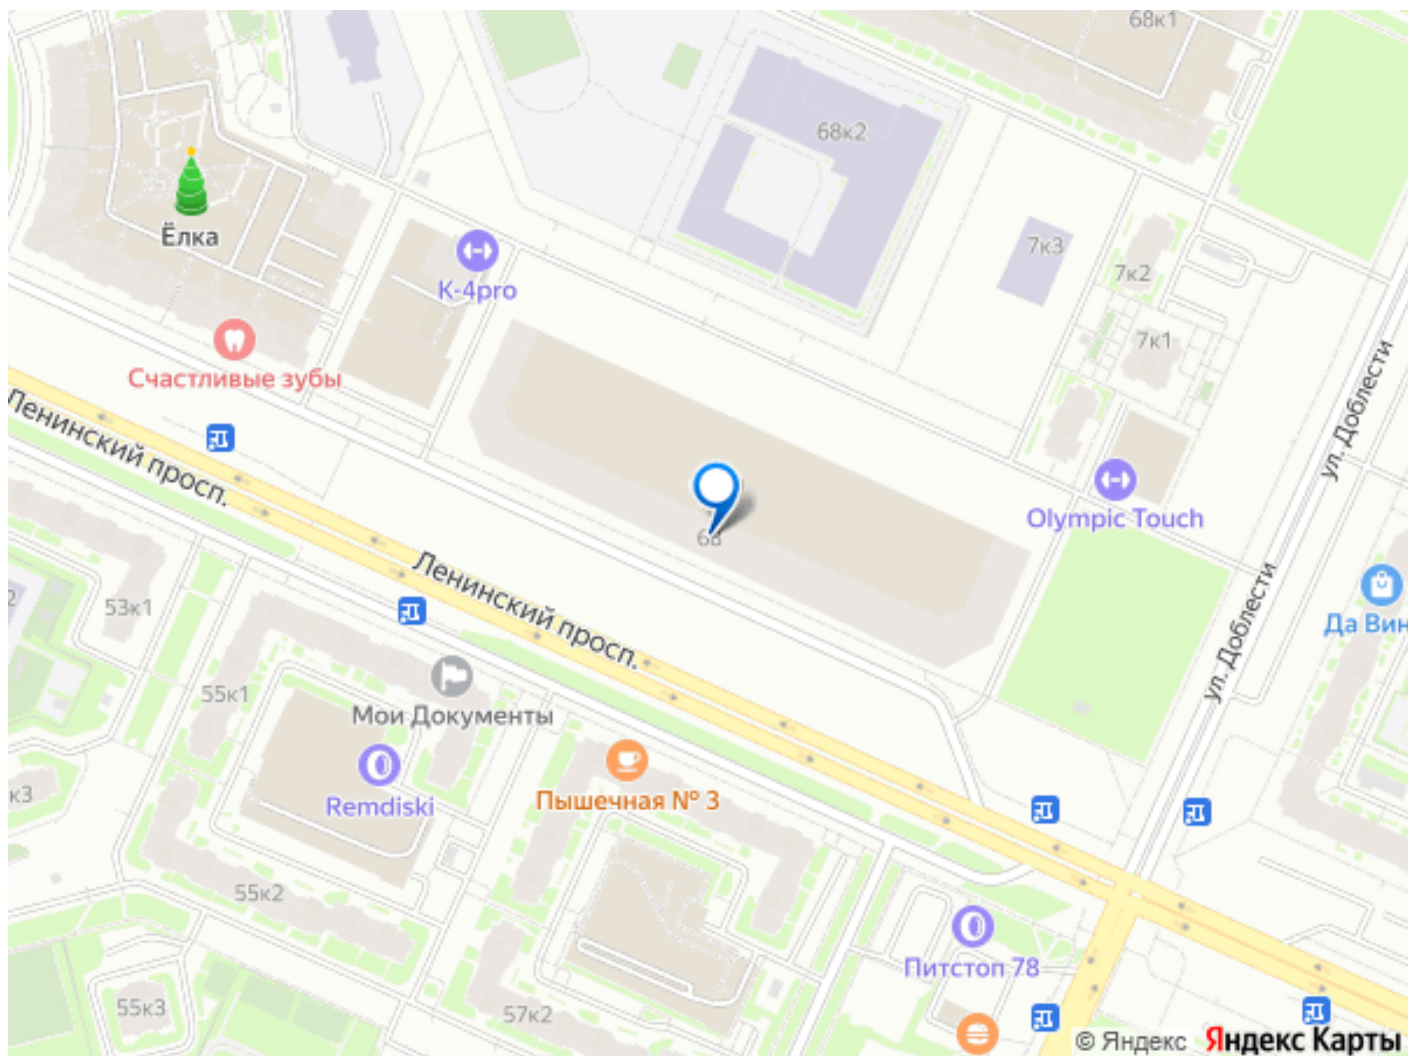 68к1
68к2
Ёлка
7к3
7к2
К-4pro
7к1
Счастливые зубы
ул. Доблести
Ленинский просп.
Olympic Touch
68
Ленинский просп.
ул. Доблести
53к1
2
Да Вин
55к1
Мои Документы
к3
Remdiski
Пышечная № 3
55к2
Питстоп 78
55к3
57к2
© Яндекс Яндекс Карты